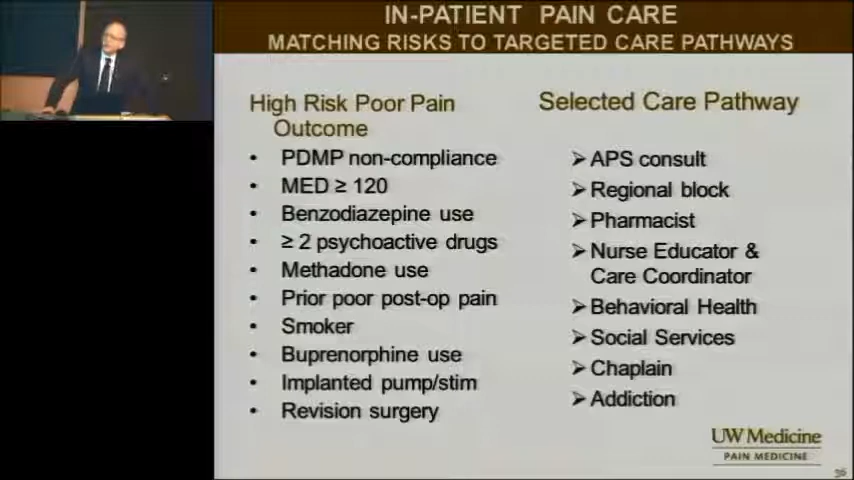 IN-PATIENT PAIN CARE
MATCHING RISKS TO TARGETED CARE PATHWAYS
High Risk Poor Pain
Outcome
• PDMP non-compliance
• MED ≥ 120
• Benzodiazepine use
• ≥ 2 psychoactive drugs
• Methadone use
• Prior poor post-op pain
• Smoker
• Buprenorphine use
• Implanted pump/stim
• Revision surgery
Selected Care Pathway
➢ APS consult
➢ Regional block
➢ Pharmacist
➢ Nurse Educator &
Care Coordinator
➢ Behavioral Health
➢ Social Services
➢ Chaplain
➢ Addiction
UW Medicine
PAIN MEDICINE
36